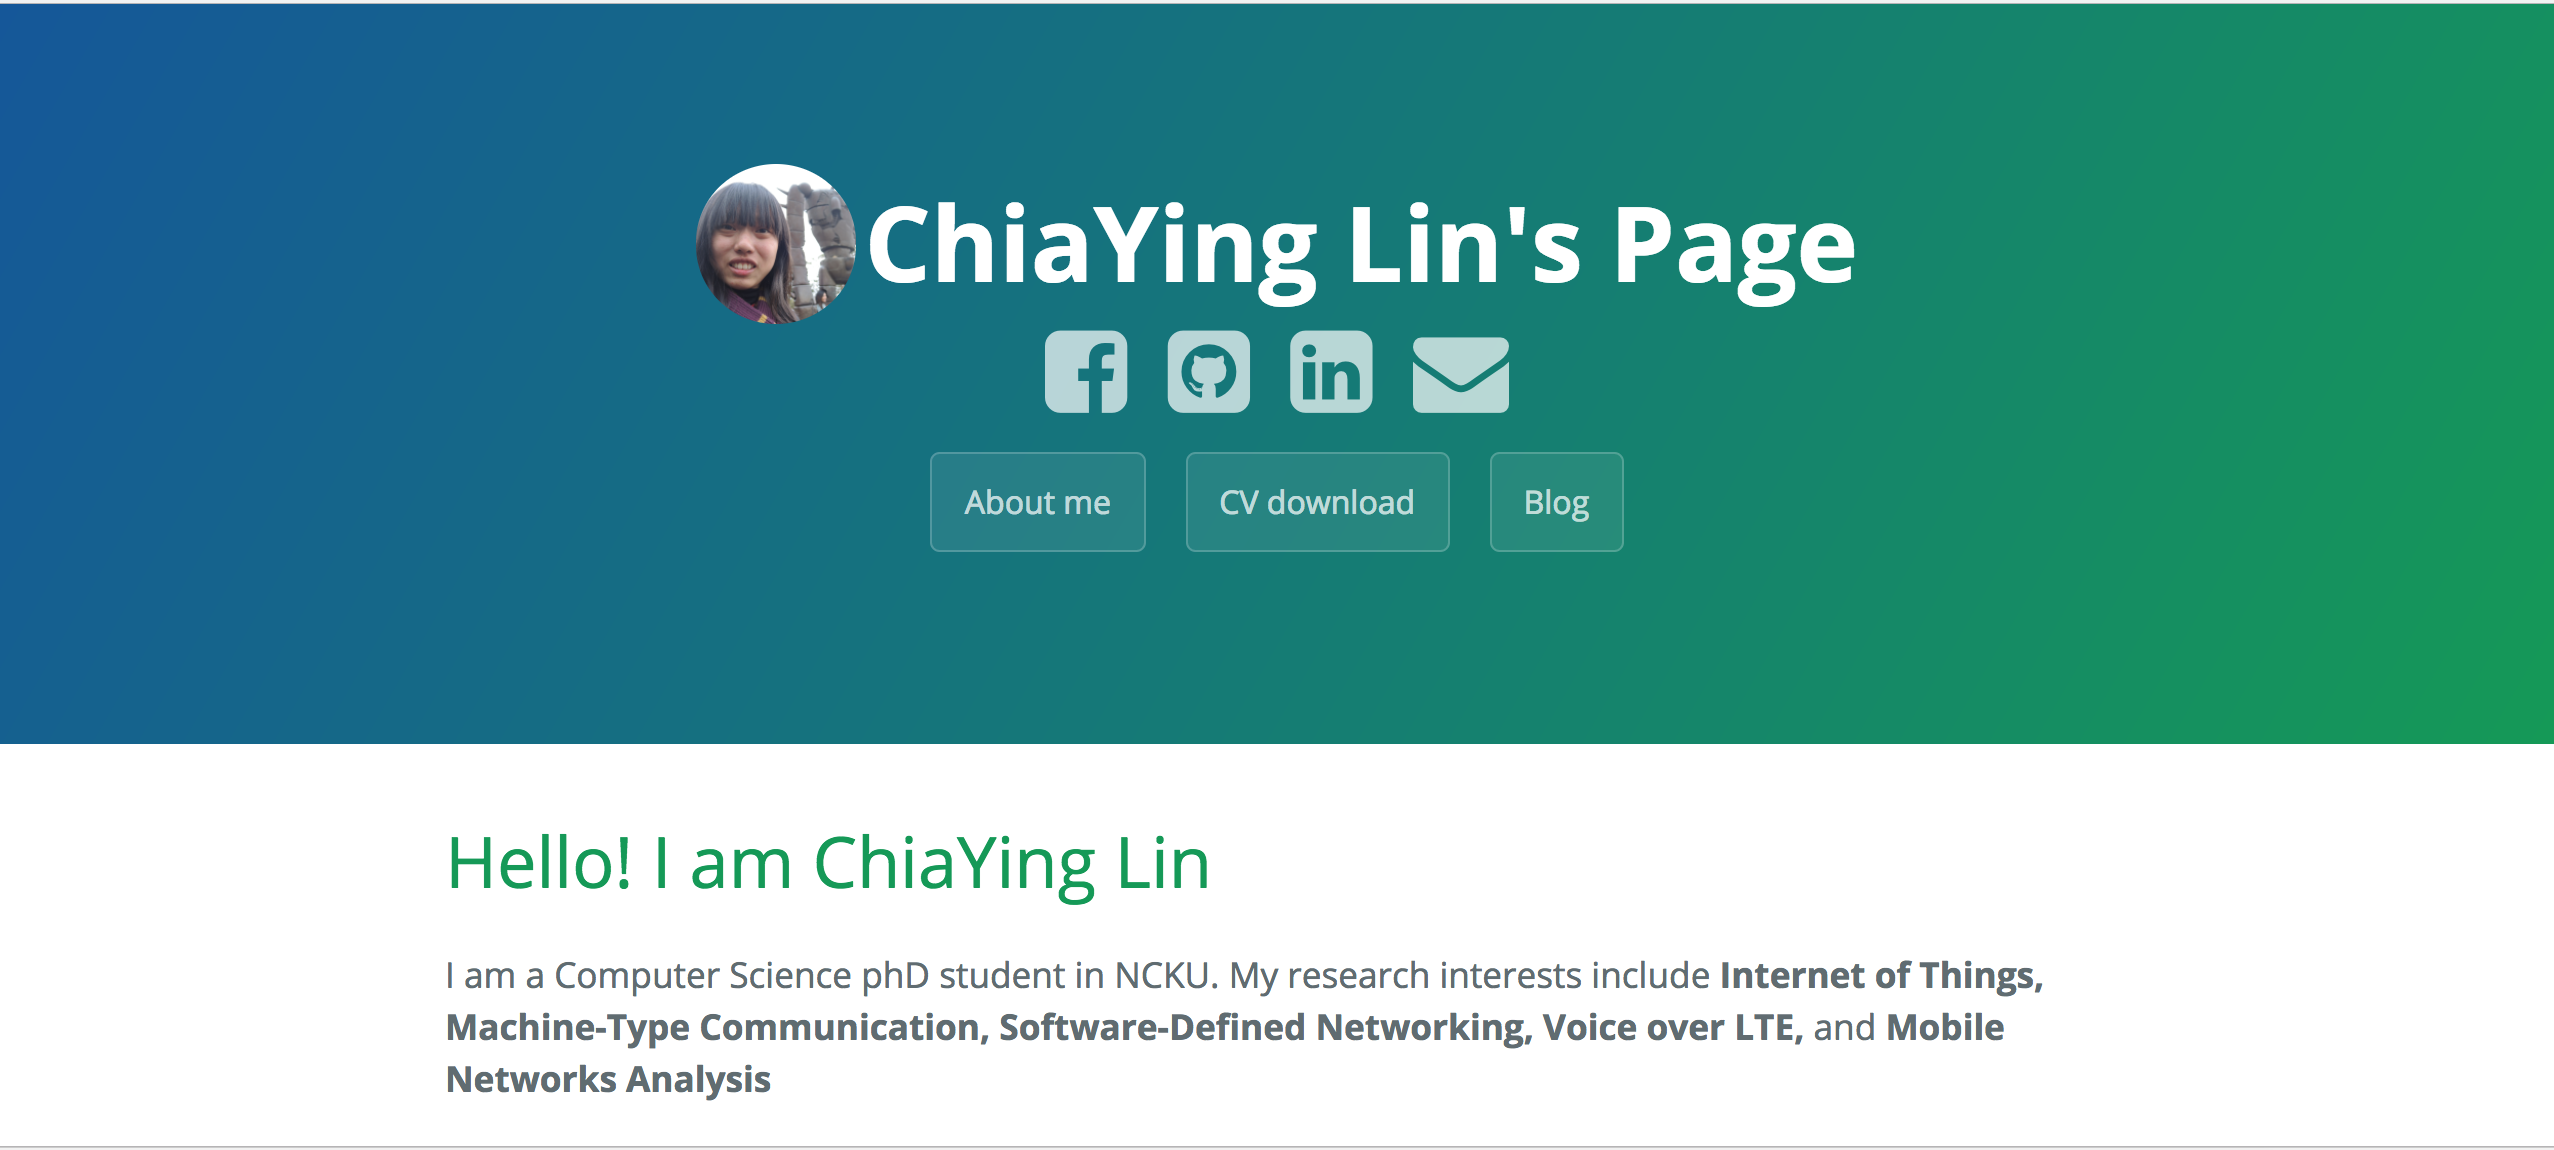 ChiaYing Lin's Page
About me
CV download
Blog
Hello! I am ChiaYing Lin
I am a Computer Science phD student in NCKU. My research interests include Internet of Things,
Machine-Type Communication, Software-Defined Networking, Voice over LTE, and Mobile
Networks Analysis